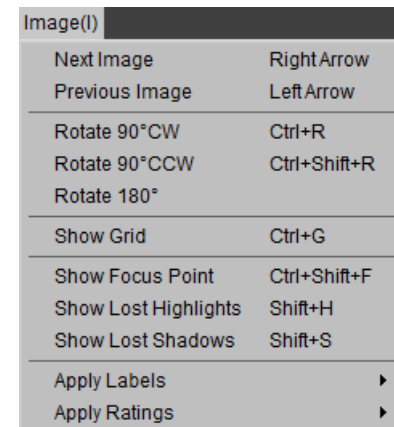 Image(I)
Next Image Right Arrow
Previous Image Left Arrow
Rotate 90°CW Ctrl+R
Rotate 90°CCW Ctrl+Shift+R
Rotate 180°
Show Grid Ctrl+G
Show Focus Point Ctrl+Shift+F
Show Lost Highlights Shift+H
Show Lost Shadows Shift+S
Apply Labels
Apply Ratings